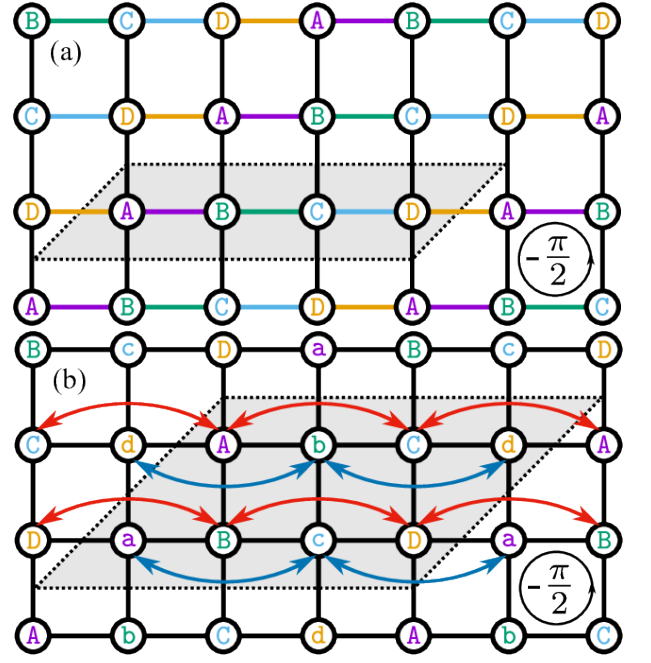 B C D A B C D
(a)
C D A B C D A
D A B C D A B
-π/2
A B C D A B C
B c D a B c D
(b)
C d A b C d A
D a B c D a B
-π/2
A b C d A b C